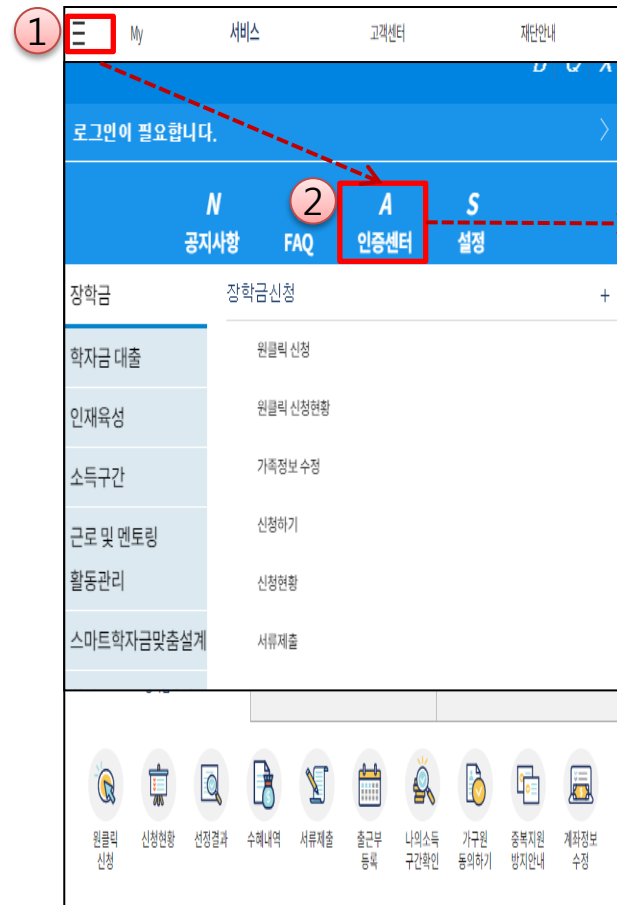 1
My 서비스 고객센터 재단안내
로그인이 필요합니다.
2
N A S
공지사항 FAQ 인증센터 설정
장학금 장학금신청 +
학자금 대출 원클릭 신청
인재육성 원클릭 신청현황
소득구간 가족정보 수정
근로 및 멘토링 신청하기
활동관리 신청현황
스마트학자금맞춤설계 서류제출
원클릭 신청현황 선정결과 수혜내역 서류제출 출근부 나의소득 가구원 중복지원 계좌정보
신청 등록 구간확인 동의하기 방지안내 수정